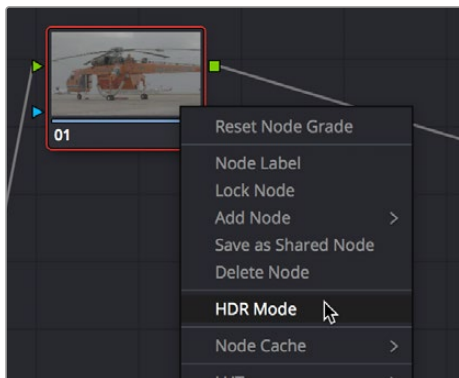 01
Reset Node Grade
Node Label
Lock Node
Add Node >
Save as Shared Node
Delete Node
HDR Mode
Node Cache >